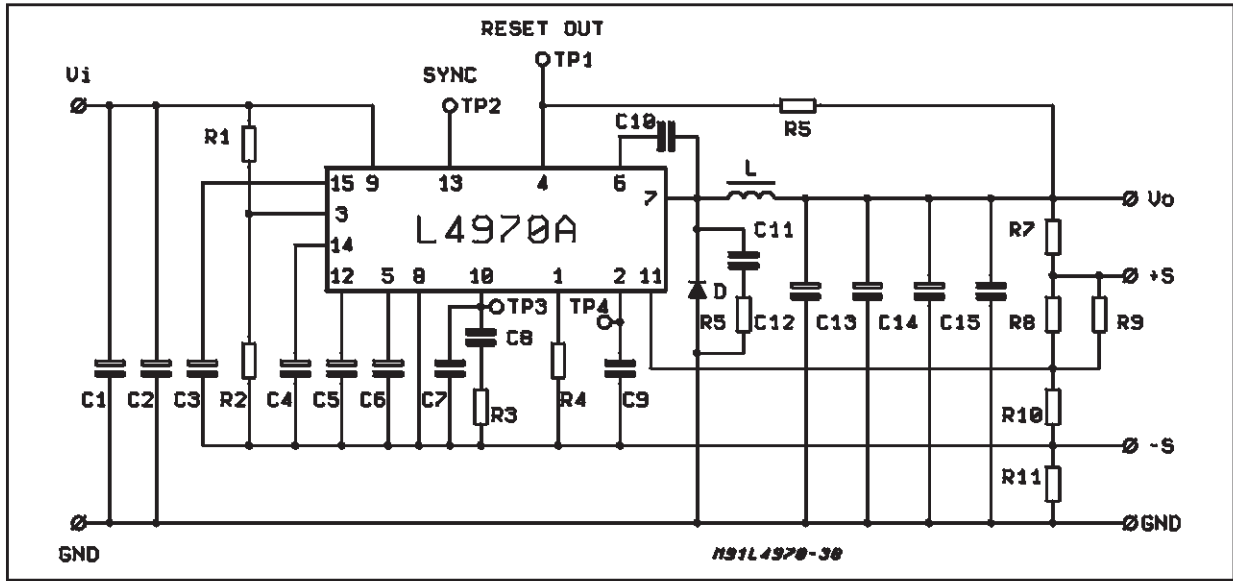 RESET OUT
Vi
SYNC
TP1
TP2
C10
R1
R5
15 9 13 4 6
L
7
3
Vo
L4970A
C11
R7
14
12 5 8 10 1 2 11
+S
TP3
TP4
D
R5
C12
C13
C14
C15
R8
R9
C8
C1
C2
C3
R2
C4
C5
C6
C7
R3
R4
C9
R10
-S
R11
GND
GND
M91L4970-30